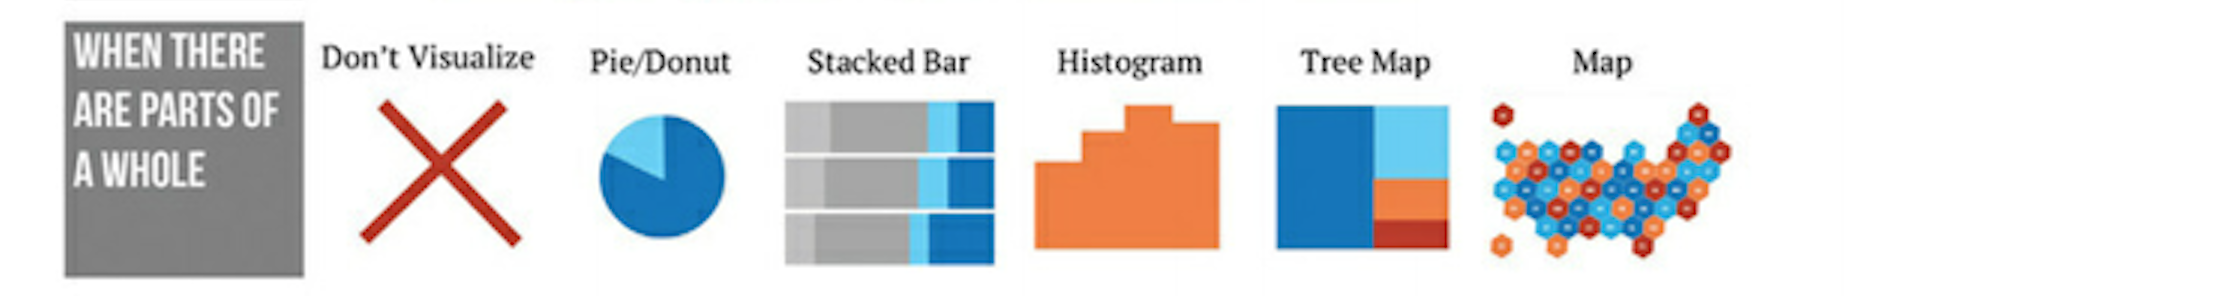 WHEN THERE
ARE PARTS OF
A WHOLE
Don't Visualize
Pie/Donut
Stacked Bar
Histogram
Tree Map
Map